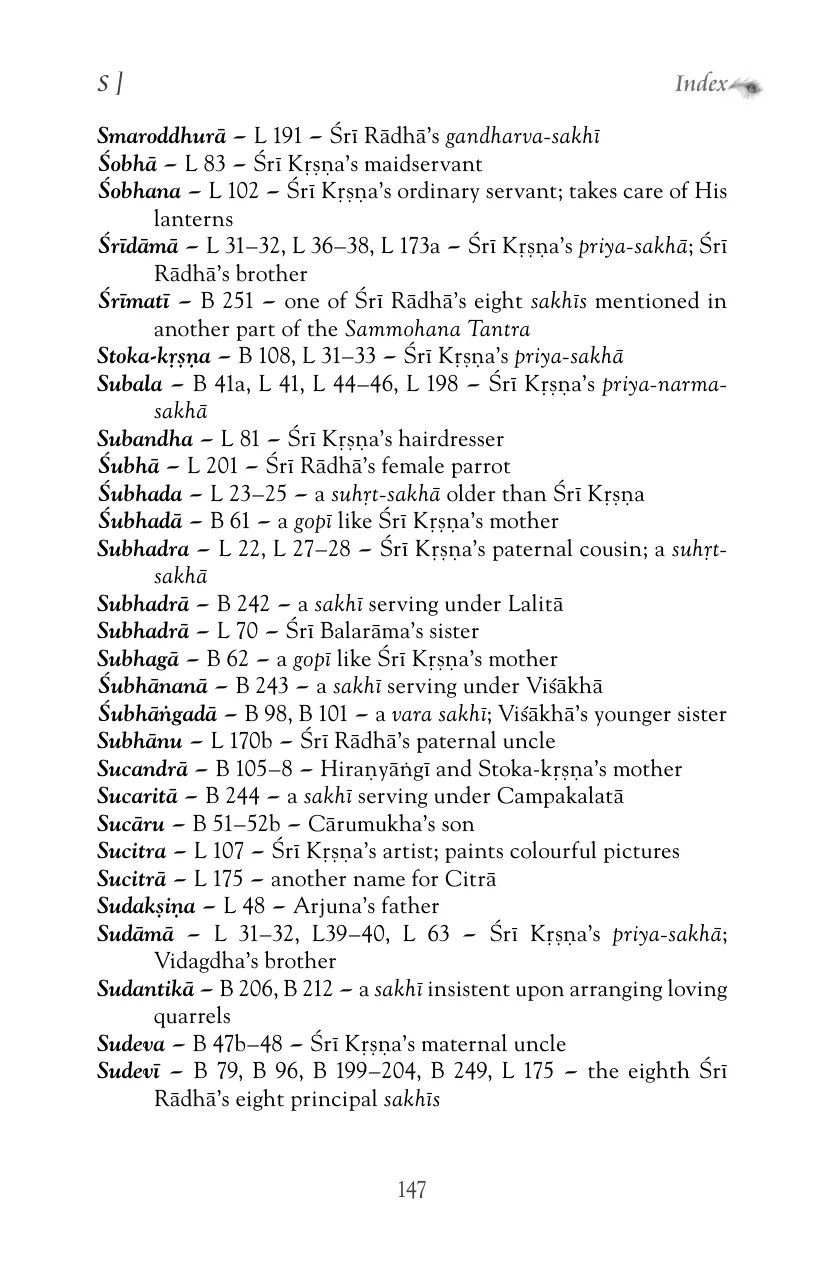 S ]
Index
Smaroddhurā – L 191 – Śrī Rādhā’s gandharva-sakhī
Śobhā – L 83 – Śrī Kṛṣṇa’s maidservant
Śobhana – L 102 – Śrī Kṛṣṇa’s ordinary servant; takes care of His
lanterns
Śrīdāmā – L 31–32, L 36–38, L 173a – Śrī Kṛṣṇa’s priya-sakhā; Śrī
Rādhā’s brother
Śrīmatī – B 251 – one of Śrī Rādhā’s eight sakhīs mentioned in
another part of the Sammohana Tantra
Stoka-kṛṣṇa – B 108, L 31–33 – Śrī Kṛṣṇa’s priya-sakhā
Subala – B 41a, L 41, L 44–46, L 198 – Śrī Kṛṣṇa’s priya-narma-
sakhā
Subandha – L 81 – Śrī Kṛṣṇa’s hairdresser
Śubhā – L 201 – Śrī Rādhā’s female parrot
Śubhada – L 23–25 – a suhṛt-sakhā older than Śrī Kṛṣṇa
Śubhadā – B 61 – a gopī like Śrī Kṛṣṇa’s mother
Subhadra – L 22, L 27–28 – Śrī Kṛṣṇa’s paternal cousin; a suhṛt-
sakhā
Subhadrā – B 242 – a sakhī serving under Lalitā
Subhadrā – L 70 – Śrī Balarāma’s sister
Subhagā – B 62 – a gopī like Śrī Kṛṣṇa’s mother
Śubhānanā – B 243 – a sakhī serving under Viśākhā
Śubhāṅgadā – B 98, B 101 – a vara sakhī; Viśākhā’s younger sister
Subhānu – L 170b – Śrī Rādhā’s paternal uncle
Sucandrā – B 105–8 – Hiraṇyāṅgī and Stoka-kṛṣṇa’s mother
Sucaritā – B 244 – a sakhī serving under Campakalatā
Sucāru – B 51–52b – Cārumukha’s son
Sucitra – L 107 – Śrī Kṛṣṇa’s artist; paints colourful pictures
Sucitrā – L 175 – another name for Citrā
Sudakṣiṇa – L 48 – Arjuna’s father
Sudāmā – L 31–32, L39–40, L 63 – Śrī Kṛṣṇa’s priya-sakhā;
Vidagdha’s brother
Sudantikā – B 206, B 212 – a sakhī insistent upon arranging loving
quarrels
Sudeva – B 47b–48 – Śrī Kṛṣṇa’s maternal uncle
Sudevī – B 79, B 96, B 199–204, B 249, L 175 – the eighth Śrī
Rādhā’s eight principal sakhīs
147